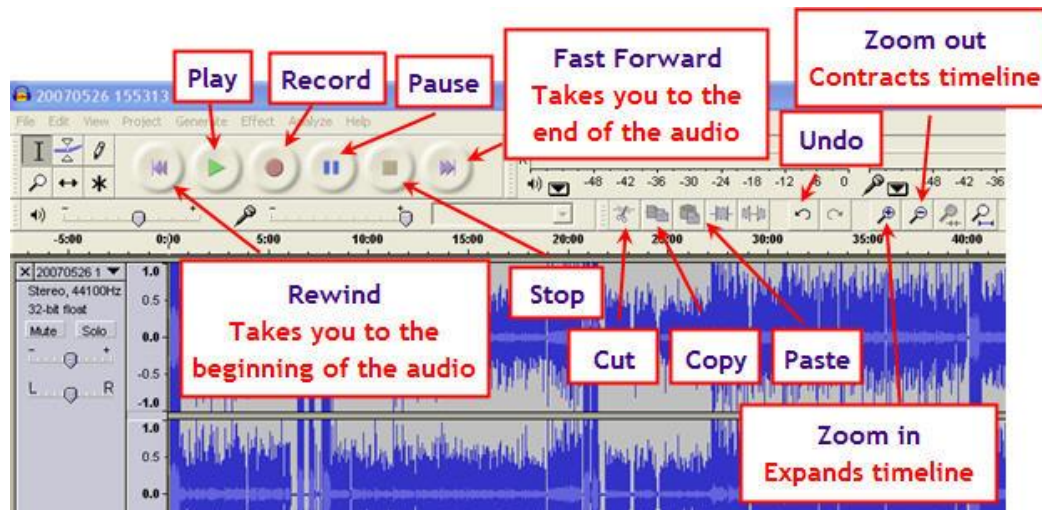 Zoom out
Contracts timeline
Fast Forward
Takes you to the
end of the audio
Play
Record
Pause
Undo
20070526 155313
File Edit View Project Generate Effect Analyze Help
-48 -42 -36 -30 -24 -18 -12 -6 0
-48 -42 -36
-5:00 0:00 5:00 10:00 15:00 20:00 25:00 30:00 35:00 40:00
20070526 1
Stereo, 44100Hz
32-bit float
Mute Solo
- +
L R
1.0
0.5
0.0
-0.5
-1.0
Rewind
Takes you to the
beginning of the audio
Stop
Cut
Copy
Paste
Zoom in
Expands timeline
1.0
0.5
0.0